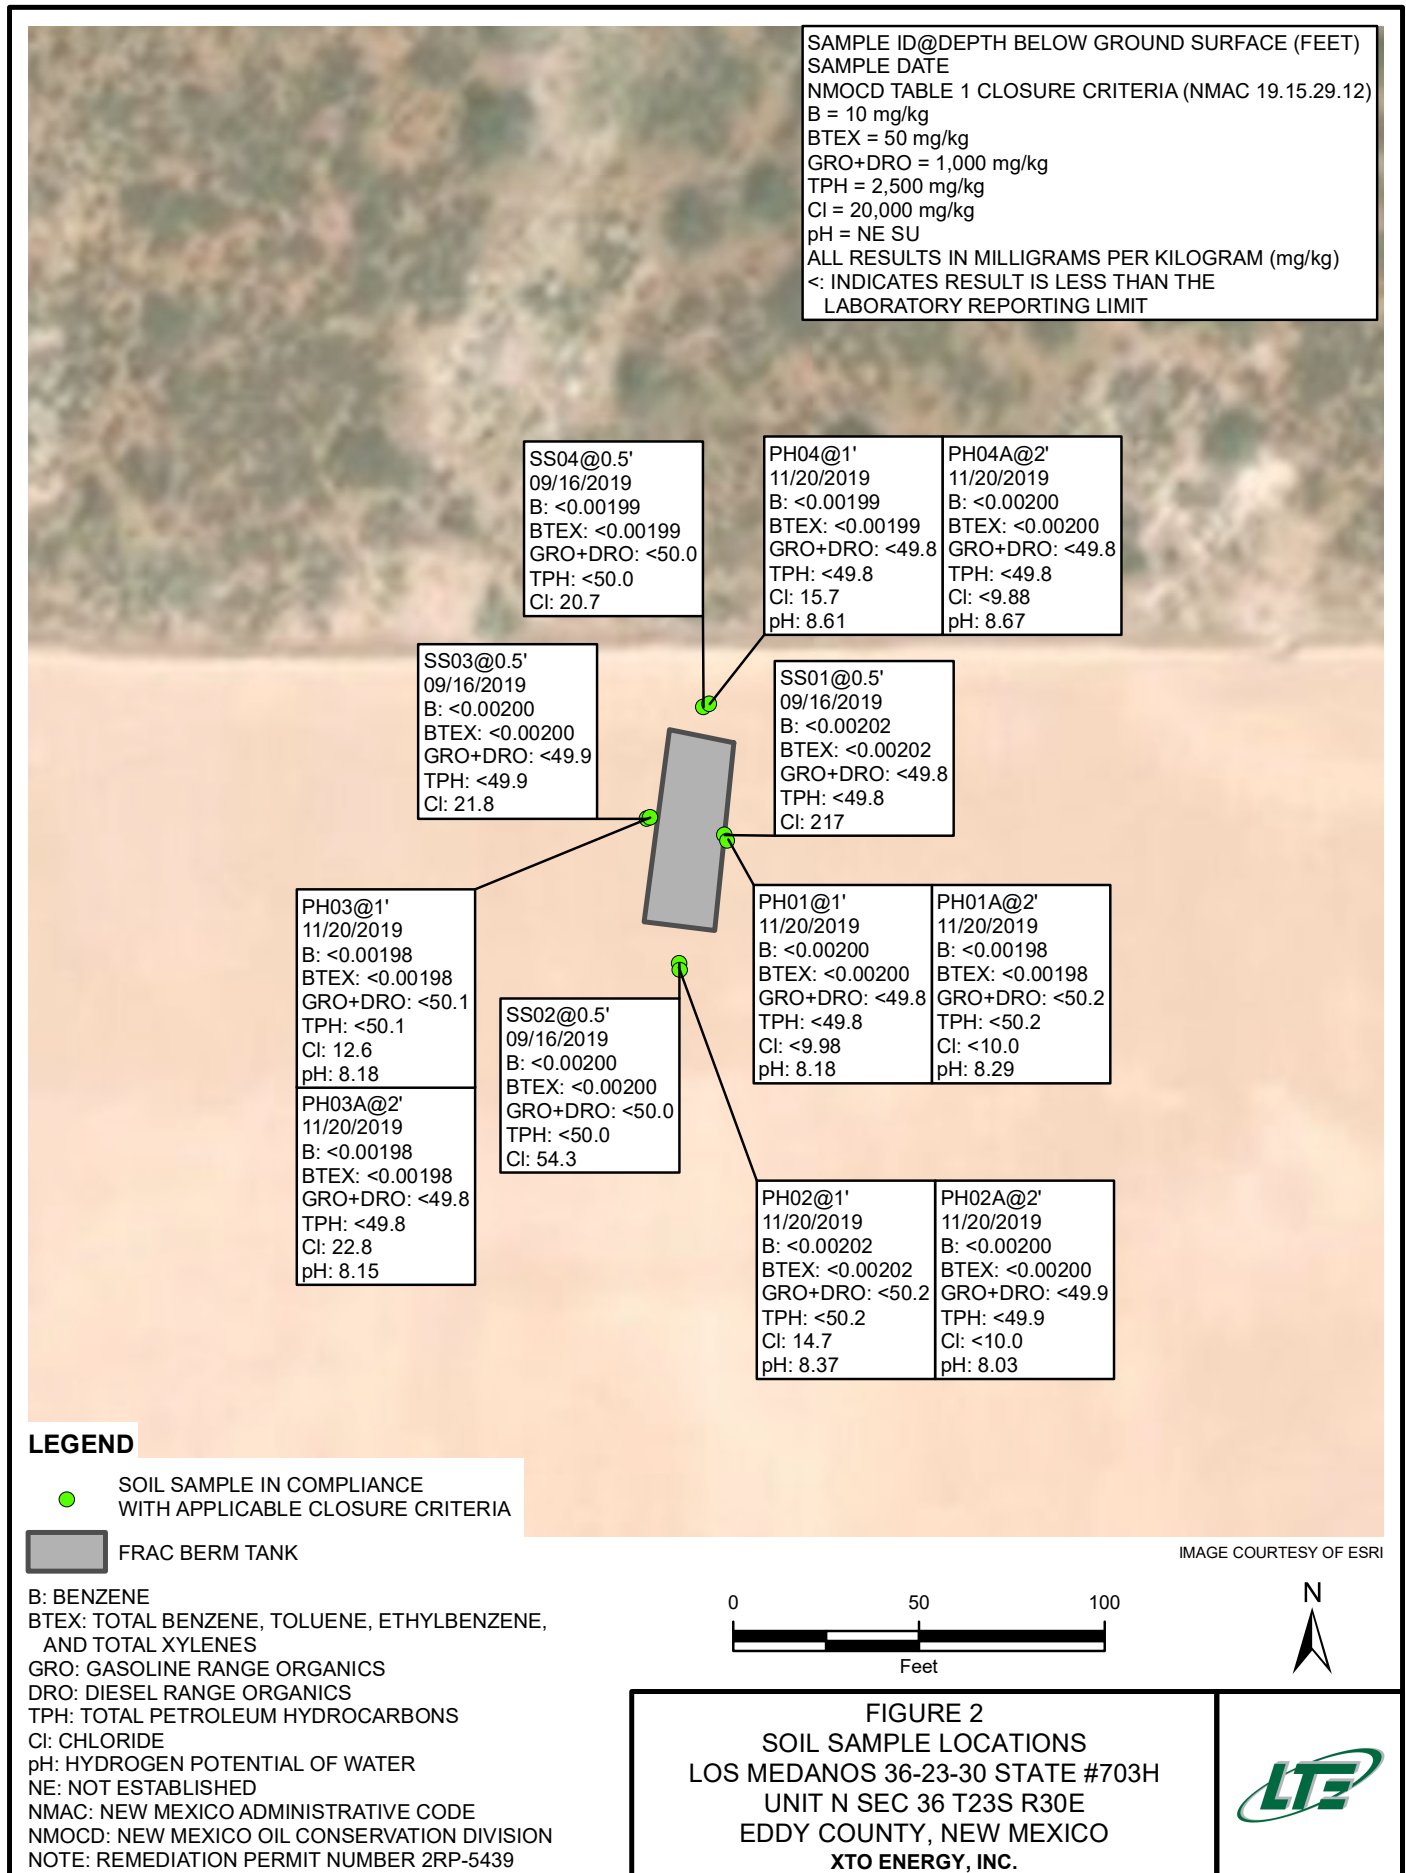 SAMPLE ID@DEPTH BELOW GROUND SURFACE (FEET)
SAMPLE DATE
NMOCD TABLE 1 CLOSURE CRITERIA (NMAC 19.15.29.12)
B = 10 mg/kg
BTEX = 50 mg/kg
GRO+DRO = 1,000 mg/kg
TPH = 2,500 mg/kg
Cl = 20,000 mg/kg
pH = NE SU
ALL RESULTS IN MILLIGRAMS PER KILOGRAM (mg/kg)
<: INDICATES RESULT IS LESS THAN THE
LABORATORY REPORTING LIMIT
SS04@0.5'
09/16/2019
B: <0.00199
BTEX: <0.00199
GRO+DRO: <50.0
TPH: <50.0
Cl: 20.7
PH04@1'
11/20/2019
B: <0.00199
BTEX: <0.00199
GRO+DRO: <49.8
TPH: <49.8
Cl: 15.7
pH: 8.61
PH04A@2'
11/20/2019
B: <0.00200
BTEX: <0.00200
GRO+DRO: <49.8
TPH: <49.8
Cl: <9.88
pH: 8.67
SS03@0.5'
09/16/2019
B: <0.00200
BTEX: <0.00200
GRO+DRO: <49.9
TPH: <49.9
Cl: 21.8
SS01@0.5'
09/16/2019
B: <0.00202
BTEX: <0.00202
GRO+DRO: <49.8
TPH: <49.8
Cl: 217
PH03@1'
11/20/2019
B: <0.00198
BTEX: <0.00198
GRO+DRO: <50.1
TPH: <50.1
Cl: 12.6
pH: 8.18
PH03A@2'
11/20/2019
B: <0.00198
BTEX: <0.00198
GRO+DRO: <49.8
TPH: <49.8
Cl: 22.8
pH: 8.15
SS02@0.5'
09/16/2019
B: <0.00200
BTEX: <0.00200
GRO+DRO: <50.0
TPH: <50.0
Cl: 54.3
PH01@1'
11/20/2019
B: <0.00200
BTEX: <0.00200
GRO+DRO: <49.8
TPH: <49.8
Cl: <9.98
pH: 8.18
PH01A@2'
11/20/2019
B: <0.00198
BTEX: <0.00198
GRO+DRO: <50.2
TPH: <50.2
Cl: <10.0
pH: 8.29
PH02@1'
11/20/2019
B: <0.00202
BTEX: <0.00202
GRO+DRO: <50.2
TPH: <50.2
Cl: 14.7
pH: 8.37
PH02A@2'
11/20/2019
B: <0.00200
BTEX: <0.00200
GRO+DRO: <49.9
TPH: <49.9
Cl: <10.0
pH: 8.03
LEGEND
SOIL SAMPLE IN COMPLIANCE
WITH APPLICABLE CLOSURE CRITERIA
FRAC BERM TANK
IMAGE COURTESY OF ESRI
B: BENZENE
BTEX: TOTAL BENZENE, TOLUENE, ETHYLBENZENE,
AND TOTAL XYLENES
GRO: GASOLINE RANGE ORGANICS
DRO: DIESEL RANGE ORGANICS
TPH: TOTAL PETROLEUM HYDROCARBONS
Cl: CHLORIDE
pH: HYDROGEN POTENTIAL OF WATER
NE: NOT ESTABLISHED
NMAC: NEW MEXICO ADMINISTRATIVE CODE
NMOCD: NEW MEXICO OIL CONSERVATION DIVISION
NOTE: REMEDIATION PERMIT NUMBER 2RP-5439
0 50 100
Feet
N
FIGURE 2
SOIL SAMPLE LOCATIONS
LOS MEDANOS 36-23-30 STATE #703H
UNIT N SEC 36 T23S R30E
EDDY COUNTY, NEW MEXICO
XTO ENERGY, INC.
LTE